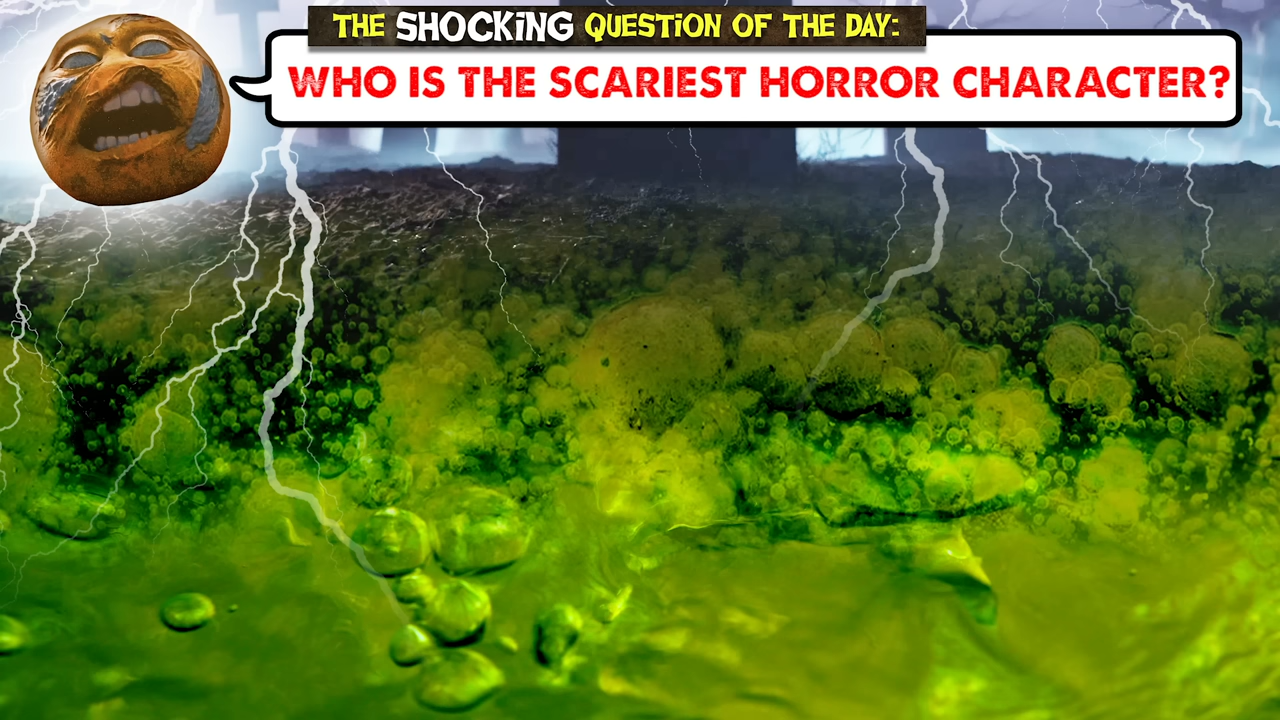 THE SHOCKING QUESTION OF THE DAY:
WHO IS THE SCARIEST HORROR CHARACTER?